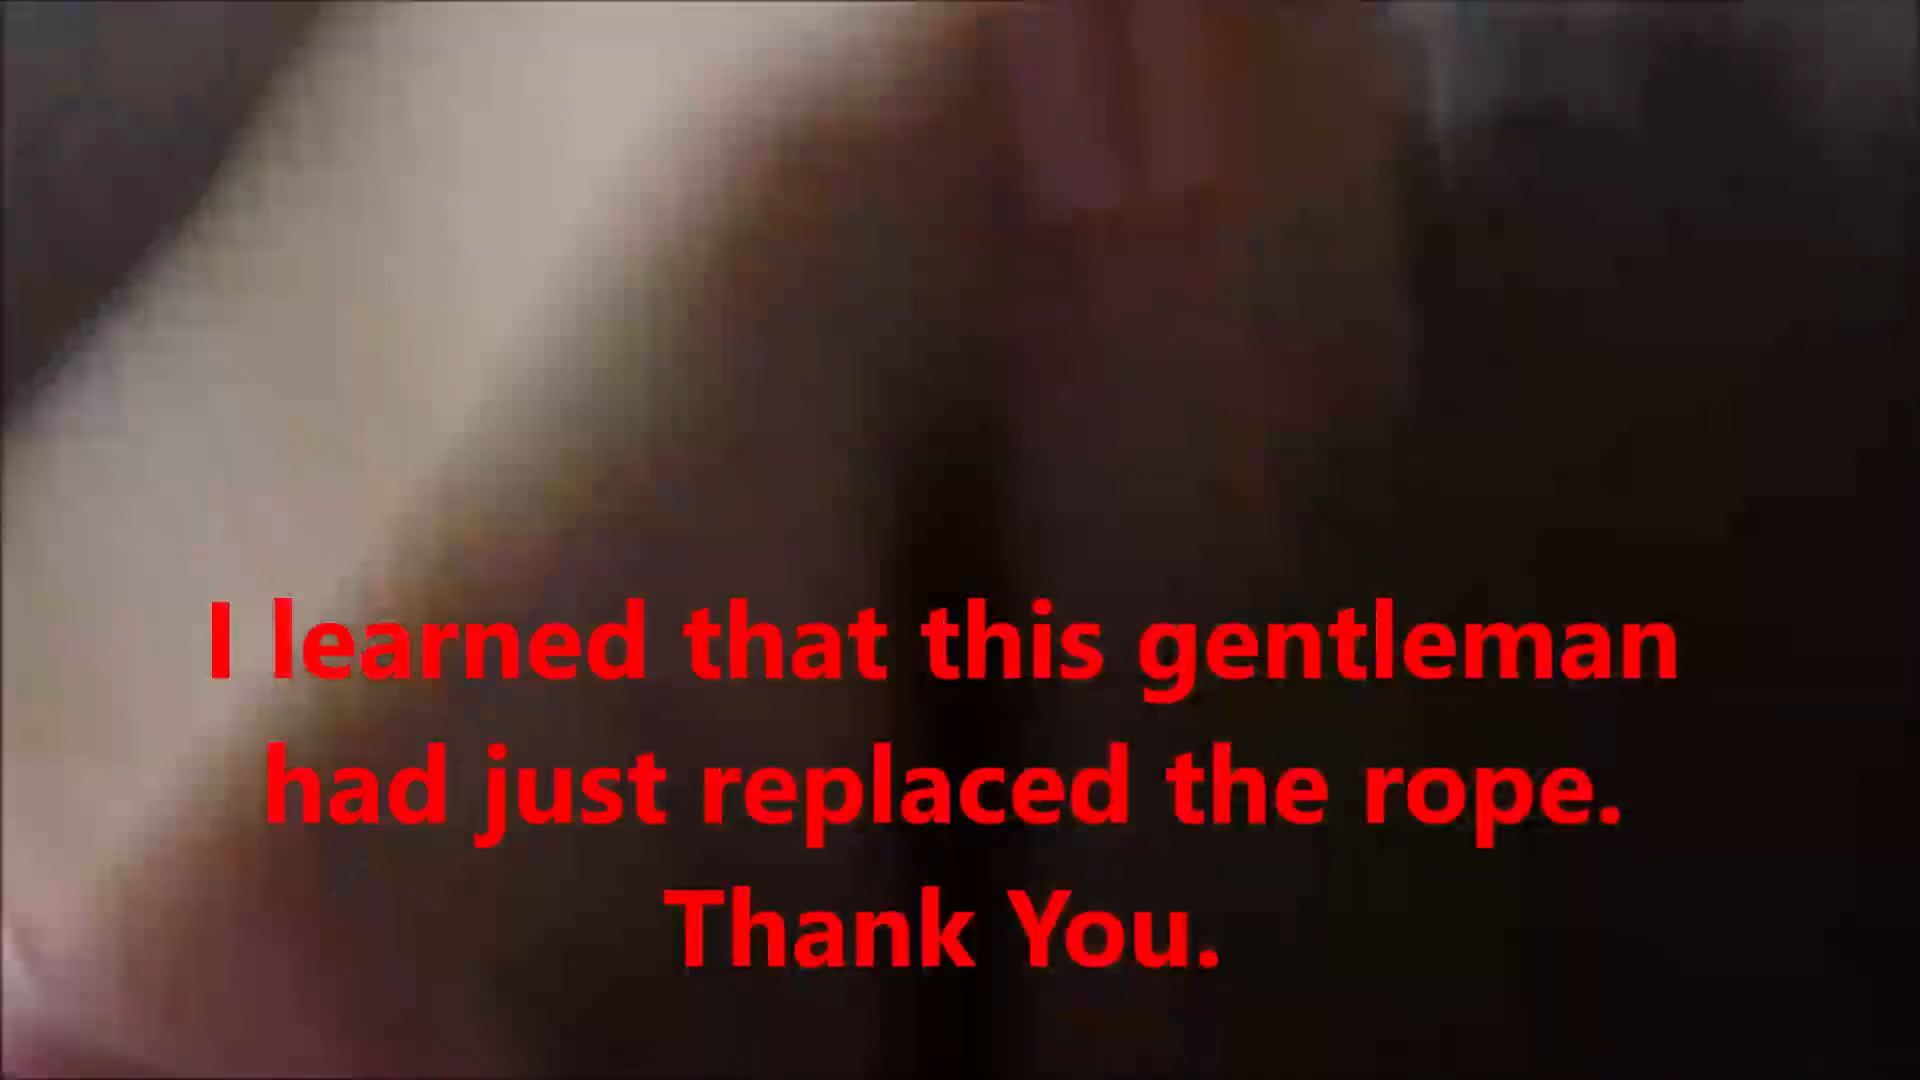 I learned that this gentleman
had just replaced the rope.
Thank You.